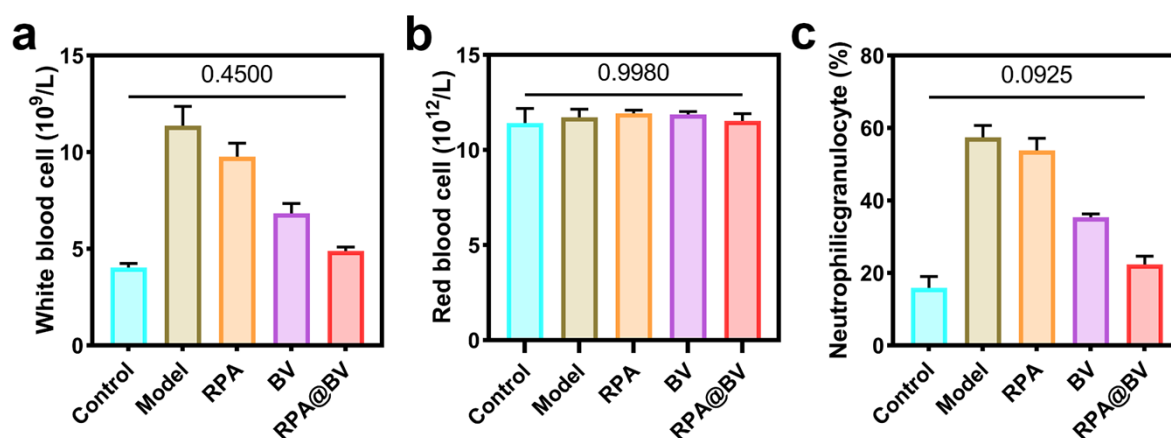 a
White blood cell (10⁹/L)
15
10
5
0
0.4500
Control
Model
RPA
BV
RPA@BV
b
Red blood cell (10¹²/L)
15
10
5
0
0.9980
Control
Model
RPA
BV
RPA@BV
c
Neutrophilicgranulocyte (%)
80
60
40
20
0
0.0925
Control
Model
RPA
BV
RPA@BV